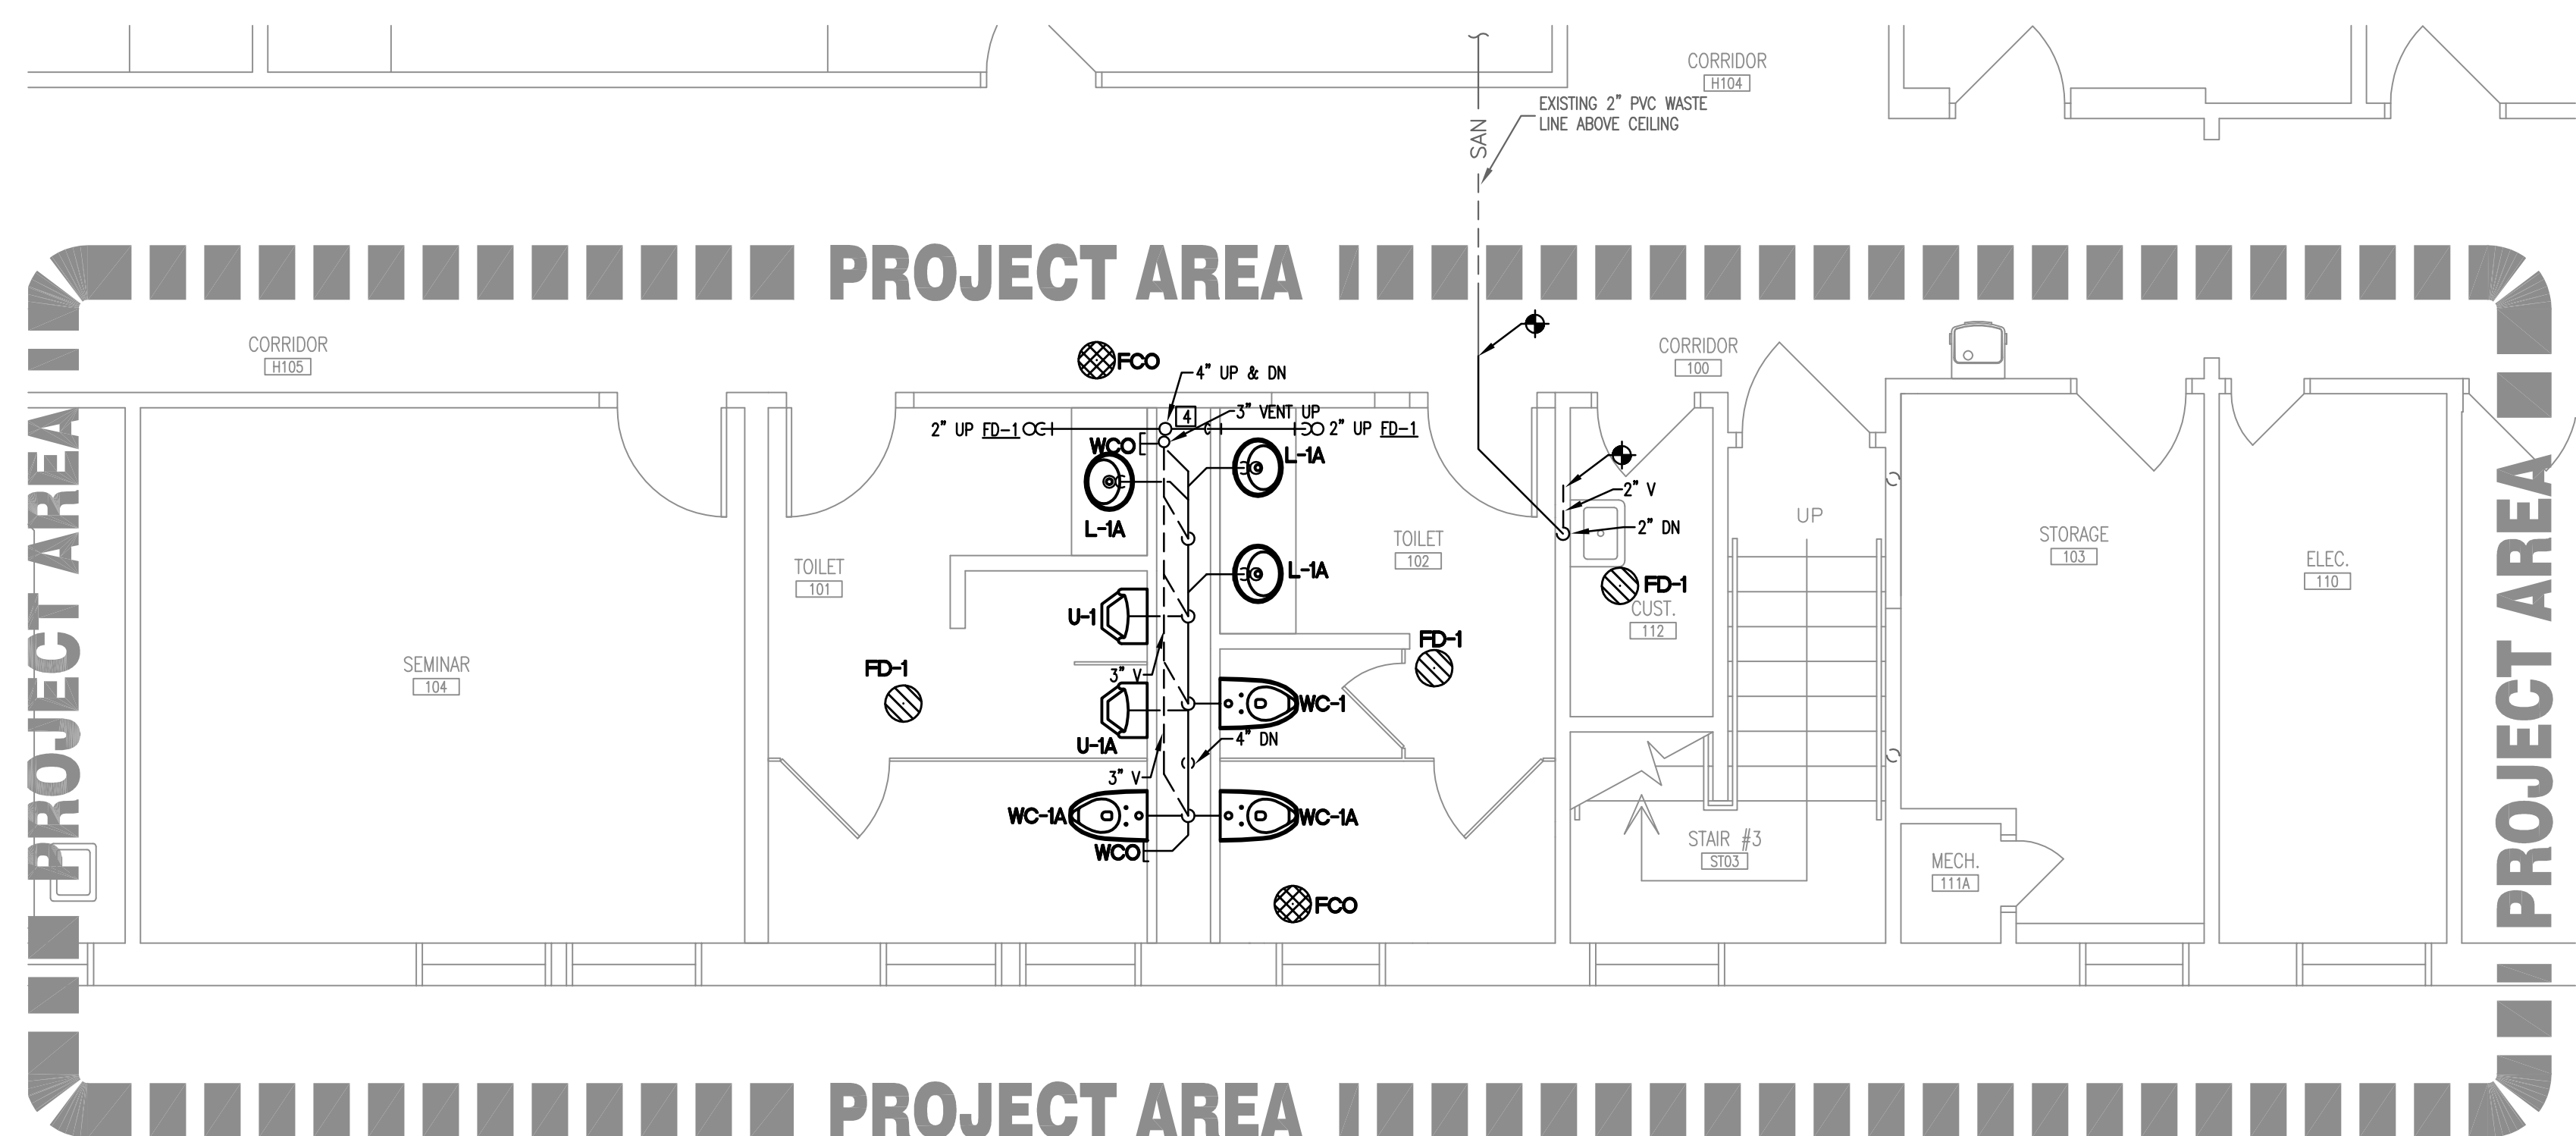 CORRIDOR
H104
EXISTING 2" PVC WASTE
LINE ABOVE CEILING
SAN
PROJECT AREA
CORRIDOR
H105
FCO
4" UP & DN
CORRIDOR
100
4
3" VENT UP
2" UP FD-1
2" UP FD-1
WCO
L-1A
L-1A
2" V
2" DN
UP
TOILET
101
TOILET
102
STORAGE
103
ELEC.
110
L-1A
FD-1
CUST.
112
U-1
FD-1
SEMINAR
104
FD-1
3" V
WC-1
U-1A
4" DN
3" V
WC-1A
WC-1A
WCO
STAIR #3
ST03
MECH.
111A
FCO
PROJECT AREA
PROJECT AREA
PROJECT AREA